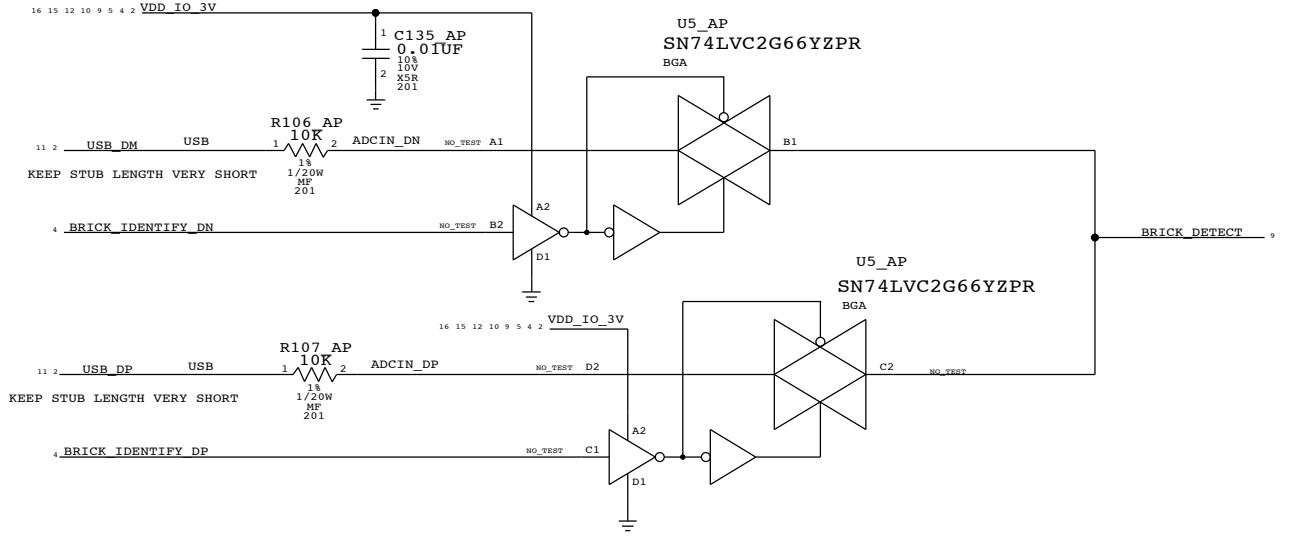 16 15 12 10 9 5 4 2 VDD_IO_3V
U5_AP
SN74LVC2G66YZPR
BGA
1 C135_AP
0.01UF
10%
10V
2 X5R
201
R106_AP
10K
11 2 USB_DM USB 1 2 ADCIN_DN NO_TEST A1 B1
1%
1/20W
MF
201
KEEP STUB LENGTH VERY SHORT
A2
4 BRICK_IDENTIFY_DN NO_TEST B2
D1
BRICK_DETECT 9
U5_AP
SN74LVC2G66YZPR
BGA
16 15 12 10 9 5 4 2 VDD_IO_3V
R107_AP
10K
11 2 USB_DP USB 1 2 ADCIN_DP NO_TEST D2 C2 NO_TEST
1%
1/20W
MF
201
KEEP STUB LENGTH VERY SHORT
A2
4 BRICK_IDENTIFY_DP NO_TEST C1
D1